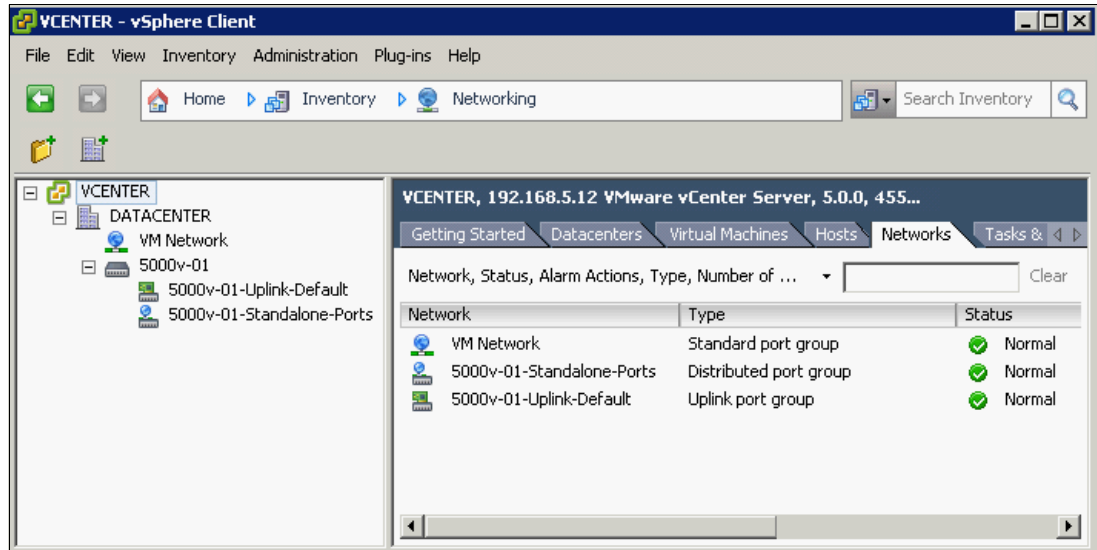 VCENTER - vSphere Client
File Edit View Inventory Administration Plug-ins Help
Home Inventory Networking Search Inventory
VCENTER
DATACENTER
VM Network
5000v-01
5000v-01-Uplink-Default
5000v-01-Standalone-Ports
VCENTER, 192.168.5.12 VMware vCenter Server, 5.0.0, 455...
Getting Started Datacenters Virtual Machines Hosts Networks Tasks &
Network, Status, Alarm Actions, Type, Number of ... Clear
Network Type Status
VM Network Standard port group Normal
5000v-01-Standalone-Ports Distributed port group Normal
5000v-01-Uplink-Default Uplink port group Normal